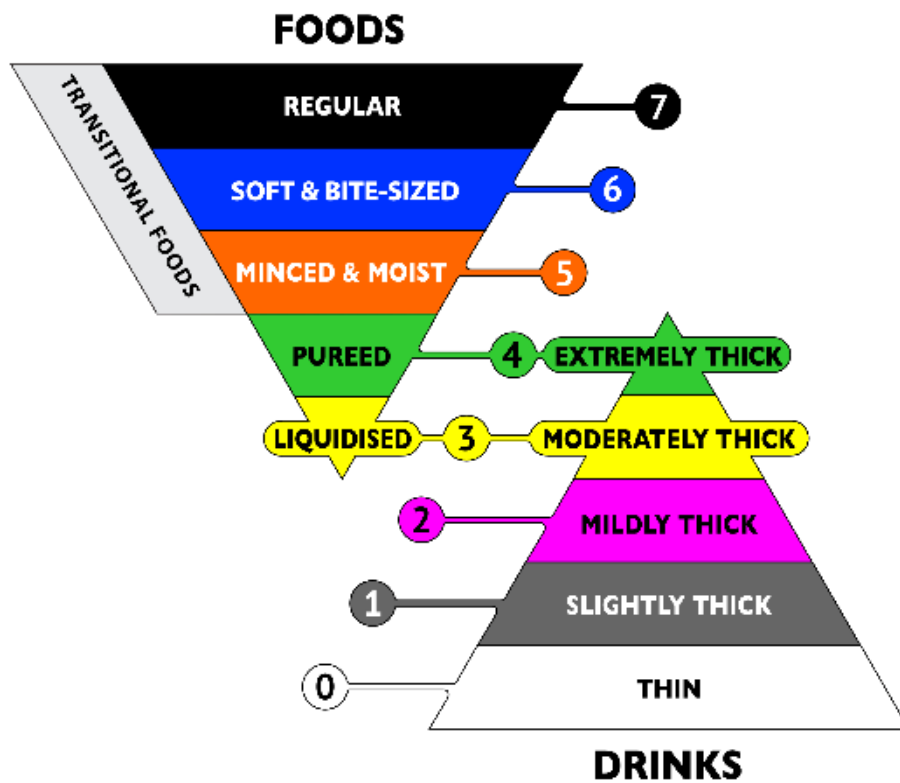 FOODS
TRANSITIONAL FOODS
REGULAR
7
SOFT & BITE-SIZED
6
MINCED & MOIST
5
PUREED
4
EXTREMELY THICK
LIQUIDISED
3
MODERATELY THICK
2
MILDLY THICK
1
SLIGHTLY THICK
0
THIN
DRINKS